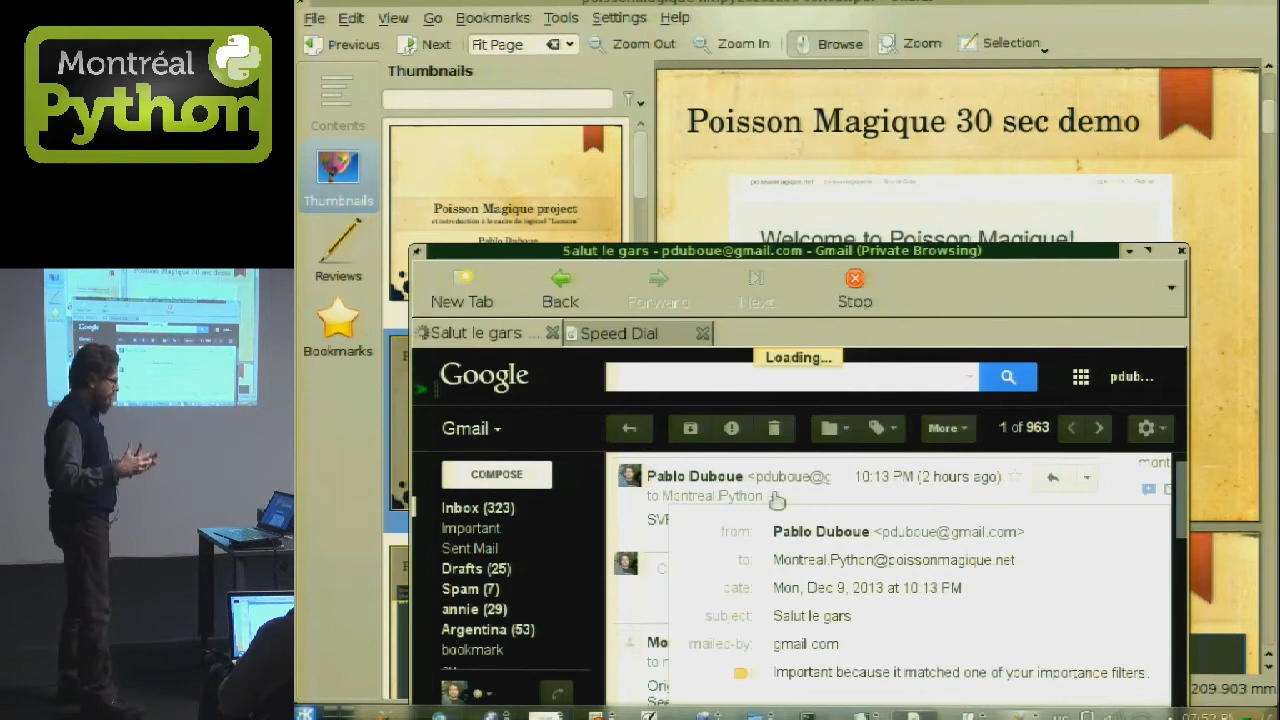 Montréal
Python
File Edit View Go Bookmarks Tools Settings Help
Previous Next Fit Page Zoom Out Zoom In Browse Zoom Selection
Thumbnails
Contents
Thumbnails
Reviews
Bookmarks
Poisson Magique project
Pablo Duboue
Poisson Magique 30 sec demo
Welcome to Poisson Magique!
Salut le gars - pduboue@gmail.com - Gmail (Private Browsing)
New Tab Back Forward Next Stop
Salut le gars ... Speed Dial
Loading...
Google pdub...
Gmail More 1 of 963
COMPOSE
Inbox (323)
Important
Sent Mail
Drafts (25)
Spam (7)
annie (29)
Argentina (53)
bookmark
Pablo Duboue <pduboue@g 10:13 PM (2 hours ago)
to Montreal.Python
from: Pablo Duboue <pduboue@gmail.com>
to: Montreal.Python@poissonmagique.net
date: Mon, Dec 9, 2013 at 10:13 PM
subject: Salut le gars
mailed-by: gmail.com
Important because it matched one of your importance filters.
209.903 mm